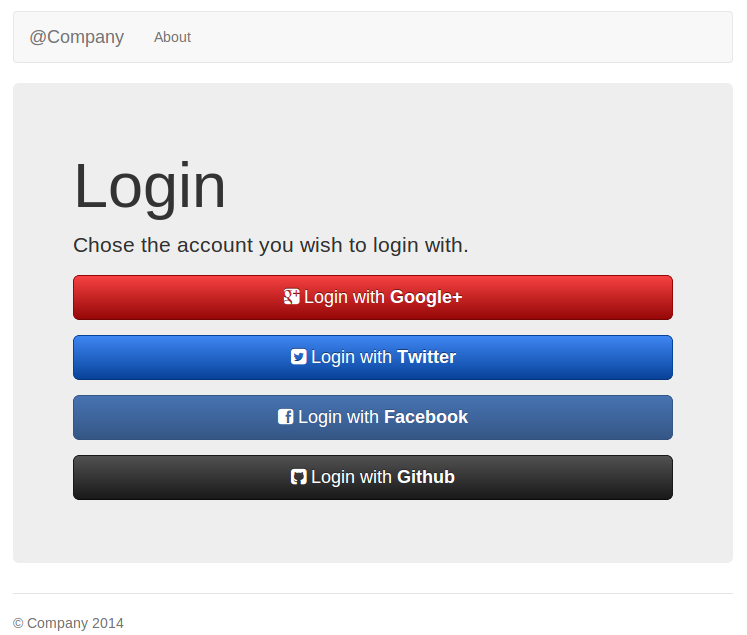 @Company About
Login
Chose the account you wish to login with.
Login with Google+
Login with Twitter
Login with Facebook
Login with Github
© Company 2014